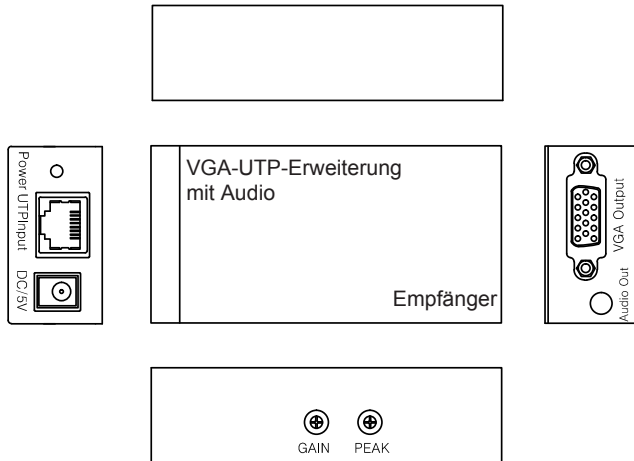 Power UTPInput
DC/5V
VGA-UTP-Erweiterung
mit Audio
Empfänger
VGA Output
Audio Out
GAIN PEAK